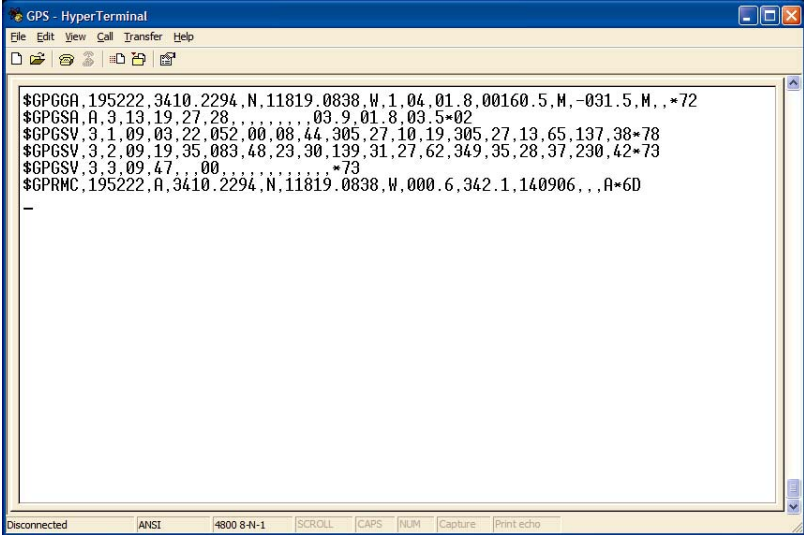 GPS - HyperTerminal
File Edit View Call Transfer Help
$GPGGA,195222,3410.2294,N,11819.0838,W,1,04,01.8,00160.5,M,-031.5,M,,*72
$GPGSA,A,3,13,19,27,28,,,,,,,,,03.9,01.8,03.5*02
$GPGSV,3,1,09,03,22,052,00,08,44,305,27,10,19,305,27,13,65,137,38*78
$GPGSV,3,2,09,19,35,083,48,23,30,139,31,27,62,349,35,28,37,230,42*73
$GPGSV,3,3,09,47,,,00,,,,,,,,,,,,*73
$GPRMC,195222,A,3410.2294,N,11819.0838,W,000.6,342.1,140906,,,A*6D
_
Disconnected ANSI 4800 8-N-1 SCROLL CAPS NUM Capture Print echo